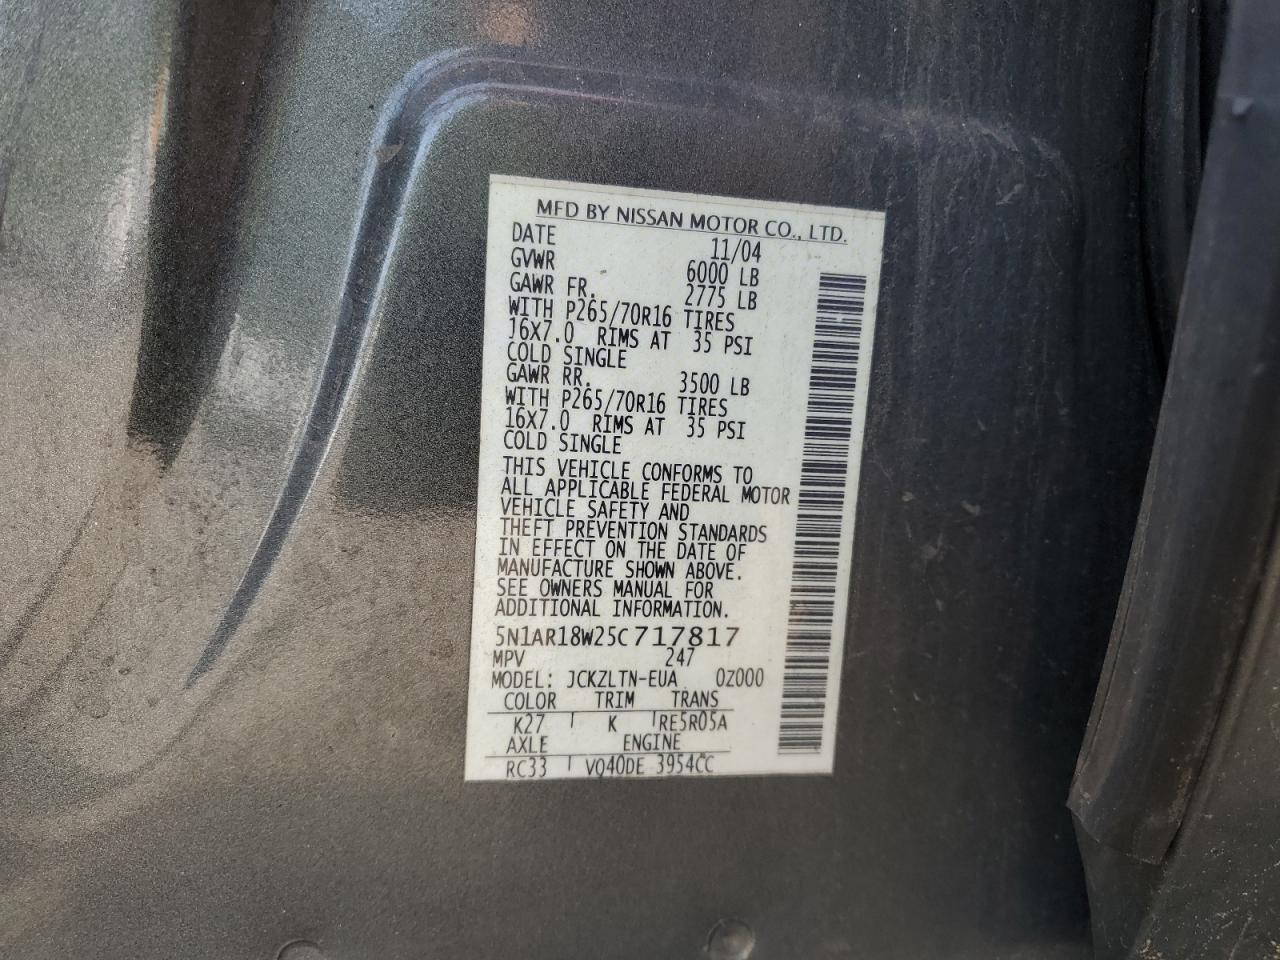 MFD BY NISSAN MOTOR CO., LTD.
DATE 11/04
GVWR 6000 LB
GAWR FR. 2775 LB
WITH P265/70R16 TIRES
16X7.0 RIMS AT 35 PSI
COLD SINGLE
GAWR RR. 3500 LB
WITH P265/70R16 TIRES
16X7.0 RIMS AT 35 PSI
COLD SINGLE
THIS VEHICLE CONFORMS TO
ALL APPLICABLE FEDERAL MOTOR
VEHICLE SAFETY AND
THEFT PREVENTION STANDARDS
IN EFFECT ON THE DATE OF
MANUFACTURE SHOWN ABOVE.
SEE OWNERS MANUAL FOR
ADDITIONAL INFORMATION.
5N1AR18W25C717817
MPV 247
MODEL: JCKZLTN-EUA 0Z000
COLOR TRIM TRANS
K27 K RE5R05A
AXLE ENGINE
RC33 VQ40DE 3954CC